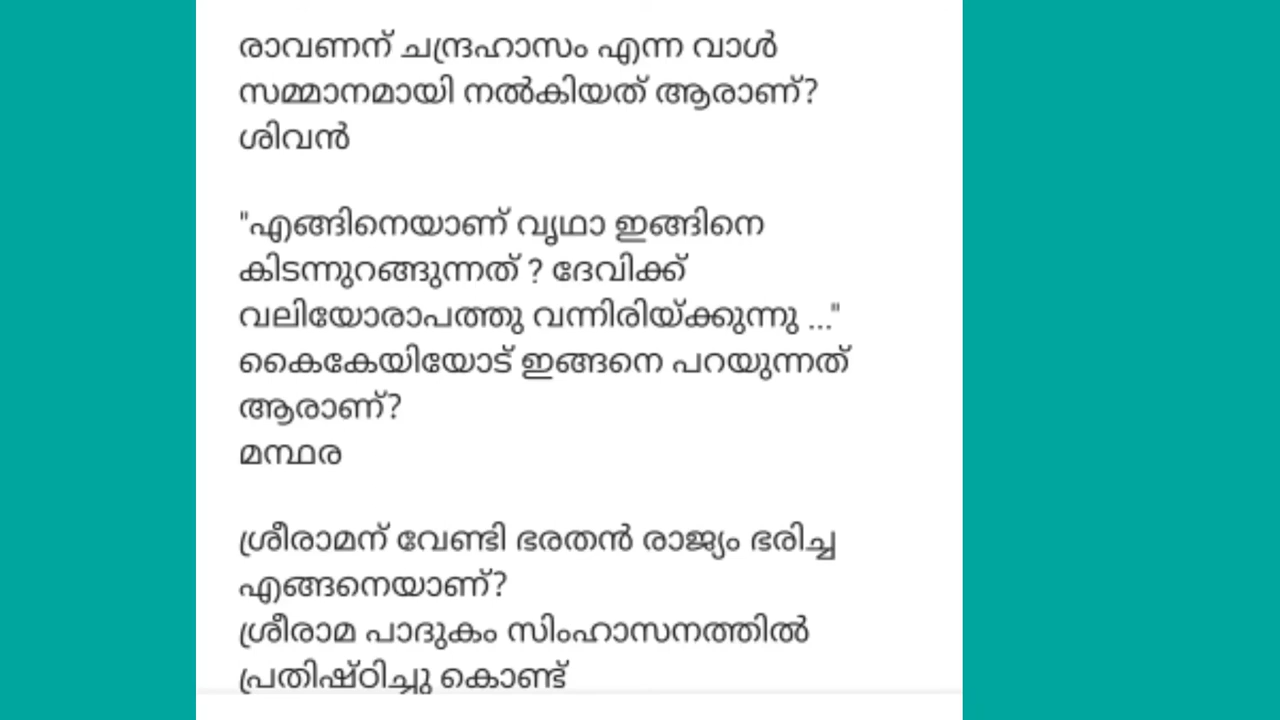 രാവണന് ചന്ദ്രഹാസം എന്ന വാൾ
സമ്മാനമായി നൽകിയത് ആരാണ്?
ശിവൻ
"എങ്ങിനെയാണ് വൃഥാ ഇങ്ങിനെ
കിടന്നുറങ്ങുന്നത് ? ദേവിക്ക്
വലിയോരാപത്തു വന്നിരിയ്ക്കുന്നു ..."
കൈകേയിയോട് ഇങ്ങനെ പറയുന്നത്
ആരാണ്?
മന്ഥര
ശ്രീരാമന് വേണ്ടി ഭരതൻ രാജ്യം ഭരിച്ച
എങ്ങനെയാണ്?
ശ്രീരാമ പാദുകം സിംഹാസനത്തിൽ
പ്രതിഷ്ഠിച്ചു കൊണ്ട്